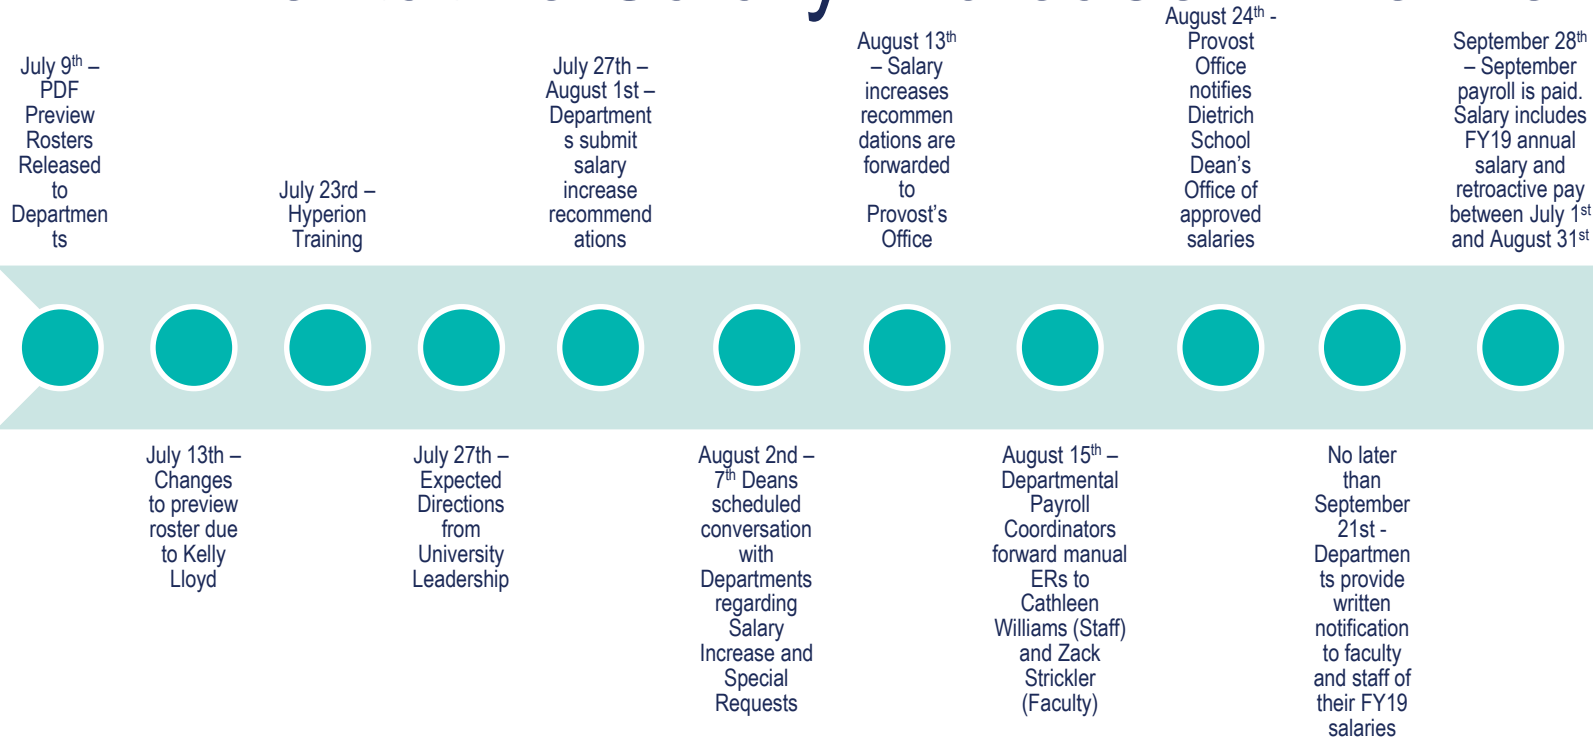 July 9th –
PDF
Preview
Rosters
Released
to
Departmen
ts
July 13th –
Changes
to preview
roster due
to Kelly
Lloyd
July 23rd –
Hyperion
Training
July 27th –
Expected
Directions
from
University
Leadership
July 27th –
August 1st –
Department
s submit
salary
increase
recommend
ations
August 2nd –
7th Deans
scheduled
conversation
with
Departments
regarding
Salary
Increase and
Special
Requests
August 13th
– Salary
increases
recommen
dations are
forwarded
to
Provost's
Office
August 15th –
Departmental
Payroll
Coordinators
forward manual
ERs to
Cathleen
Williams (Staff)
and Zack
Strickler
(Faculty)
August 24th -
Provost
Office
notifies
Dietrich
School
Dean's
Office of
approved
salaries
No later
than
September
21st -
Departmen
ts provide
written
notification
to faculty
and staff of
their FY19
salaries
September 28th
– September
payroll is paid.
Salary includes
FY19 annual
salary and
retroactive pay
between July 1st
and August 31st